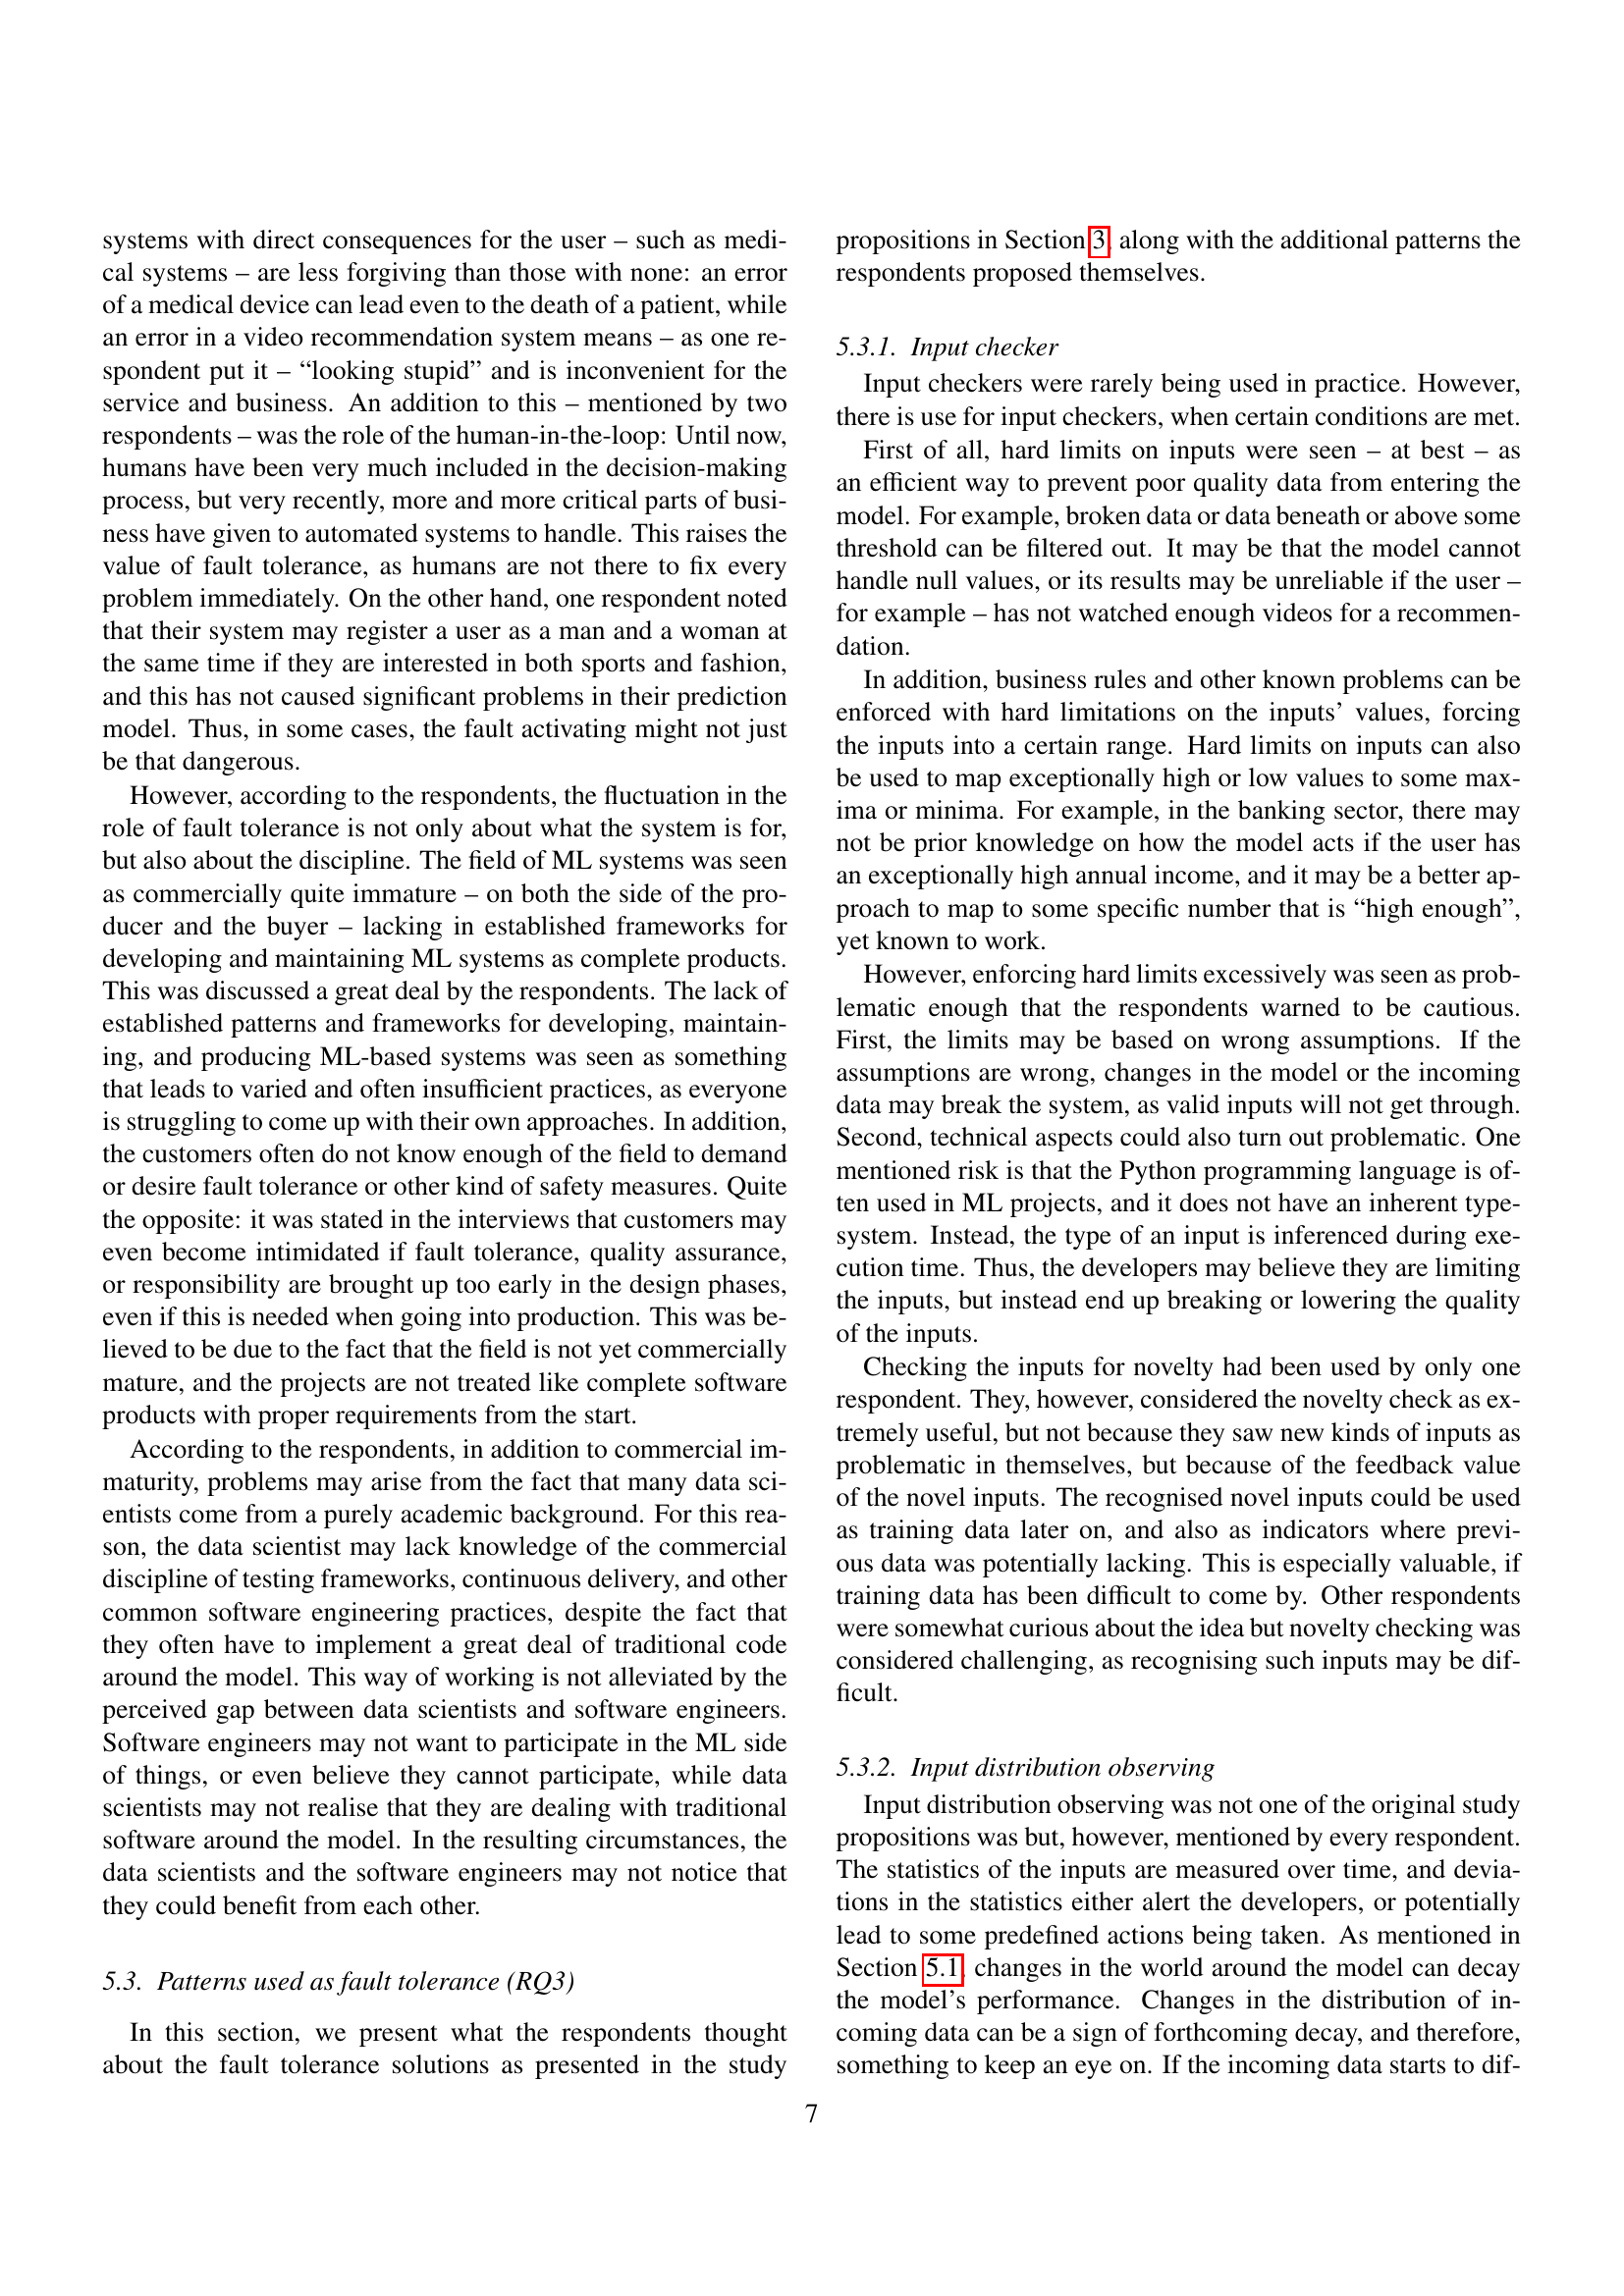 systems with direct consequences for the user – such as medi-
cal systems – are less forgiving than those with none: an error
of a medical device can lead even to the death of a patient, while
an error in a video recommendation system means – as one re-
spondent put it – “looking stupid” and is inconvenient for the
service and business. An addition to this – mentioned by two
respondents – was the role of the human-in-the-loop: Until now,
humans have been very much included in the decision-making
process, but very recently, more and more critical parts of busi-
ness have given to automated systems to handle. This raises the
value of fault tolerance, as humans are not there to fix every
problem immediately. On the other hand, one respondent noted
that their system may register a user as a man and a woman at
the same time if they are interested in both sports and fashion,
and this has not caused significant problems in their prediction
model. Thus, in some cases, the fault activating might not just
be that dangerous.
However, according to the respondents, the fluctuation in the
role of fault tolerance is not only about what the system is for,
but also about the discipline. The field of ML systems was seen
as commercially quite immature – on both the side of the pro-
ducer and the buyer – lacking in established frameworks for
developing and maintaining ML systems as complete products.
This was discussed a great deal by the respondents. The lack of
established patterns and frameworks for developing, maintain-
ing, and producing ML-based systems was seen as something
that leads to varied and often insufficient practices, as everyone
is struggling to come up with their own approaches. In addition,
the customers often do not know enough of the field to demand
or desire fault tolerance or other kind of safety measures. Quite
the opposite: it was stated in the interviews that customers may
even become intimidated if fault tolerance, quality assurance,
or responsibility are brought up too early in the design phases,
even if this is needed when going into production. This was be-
lieved to be due to the fact that the field is not yet commercially
mature, and the projects are not treated like complete software
products with proper requirements from the start.
According to the respondents, in addition to commercial im-
maturity, problems may arise from the fact that many data sci-
entists come from a purely academic background. For this rea-
son, the data scientist may lack knowledge of the commercial
discipline of testing frameworks, continuous delivery, and other
common software engineering practices, despite the fact that
they often have to implement a great deal of traditional code
around the model. This way of working is not alleviated by the
perceived gap between data scientists and software engineers.
Software engineers may not want to participate in the ML side
of things, or even believe they cannot participate, while data
scientists may not realise that they are dealing with traditional
software around the model. In the resulting circumstances, the
data scientists and the software engineers may not notice that
they could benefit from each other.
5.3. Patterns used as fault tolerance (RQ3)
In this section, we present what the respondents thought
about the fault tolerance solutions as presented in the study
propositions in Section 3, along with the additional patterns the
respondents proposed themselves.
5.3.1. Input checker
Input checkers were rarely being used in practice. However,
there is use for input checkers, when certain conditions are met.
First of all, hard limits on inputs were seen – at best – as
an efficient way to prevent poor quality data from entering the
model. For example, broken data or data beneath or above some
threshold can be filtered out. It may be that the model cannot
handle null values, or its results may be unreliable if the user –
for example – has not watched enough videos for a recommen-
dation.
In addition, business rules and other known problems can be
enforced with hard limitations on the inputs’ values, forcing
the inputs into a certain range. Hard limits on inputs can also
be used to map exceptionally high or low values to some max-
ima or minima. For example, in the banking sector, there may
not be prior knowledge on how the model acts if the user has
an exceptionally high annual income, and it may be a better ap-
proach to map to some specific number that is “high enough”,
yet known to work.
However, enforcing hard limits excessively was seen as prob-
lematic enough that the respondents warned to be cautious.
First, the limits may be based on wrong assumptions. If the
assumptions are wrong, changes in the model or the incoming
data may break the system, as valid inputs will not get through.
Second, technical aspects could also turn out problematic. One
mentioned risk is that the Python programming language is of-
ten used in ML projects, and it does not have an inherent type-
system. Instead, the type of an input is inferenced during exe-
cution time. Thus, the developers may believe they are limiting
the inputs, but instead end up breaking or lowering the quality
of the inputs.
Checking the inputs for novelty had been used by only one
respondent. They, however, considered the novelty check as ex-
tremely useful, but not because they saw new kinds of inputs as
problematic in themselves, but because of the feedback value
of the novel inputs. The recognised novel inputs could be used
as training data later on, and also as indicators where previ-
ous data was potentially lacking. This is especially valuable, if
training data has been difficult to come by. Other respondents
were somewhat curious about the idea but novelty checking was
considered challenging, as recognising such inputs may be dif-
ficult.
5.3.2. Input distribution observing
Input distribution observing was not one of the original study
propositions was but, however, mentioned by every respondent.
The statistics of the inputs are measured over time, and devia-
tions in the statistics either alert the developers, or potentially
lead to some predefined actions being taken. As mentioned in
Section 5.1, changes in the world around the model can decay
the model’s performance. Changes in the distribution of in-
coming data can be a sign of forthcoming decay, and therefore,
something to keep an eye on. If the incoming data starts to dif-
7